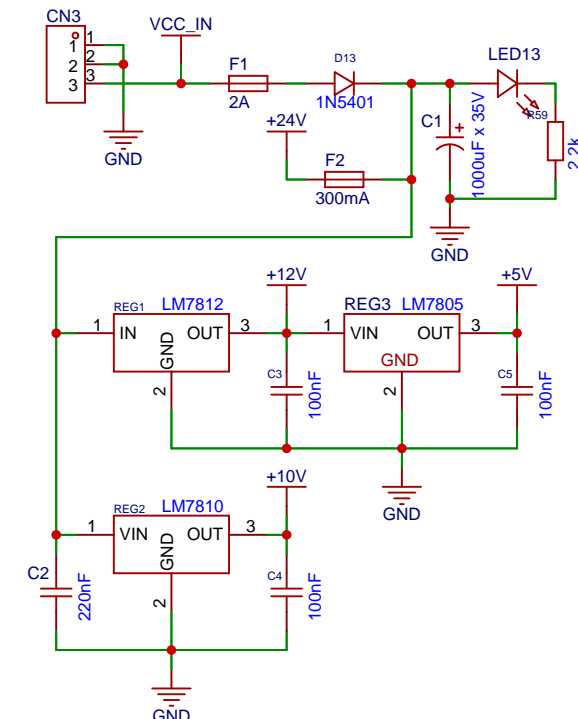 CN3
VCC_IN
1
1
2
2
3
3
F1
2A
D13
1N5401
LED13
R59
2.2k
C1
+
1000uF x 35V
+24V
F2
300mA
GND
GND
+12V
+5V
REG1 LM7812
1 IN OUT 3
GND
2
C3
100nF
REG3 LM7805
1 VIN OUT 3
GND
2
C5
100nF
GND
+10V
REG2 LM7810
1 VIN OUT 3
GND
2
C2
220nF
C4
100nF
GND